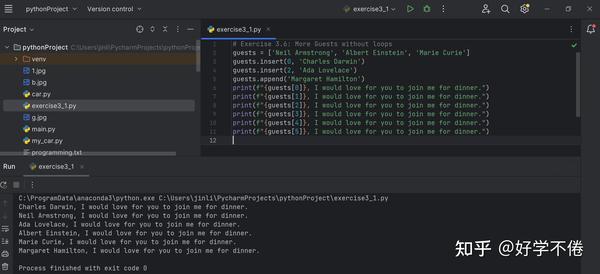 pythonProject
Version control
exercise3_1
Project
exercise3_1.py
pythonProject C:\Users\jinli\PycharmProjects\pythonProject
venv
1.jpg
b.jpg
car.py
exercise3_1.py
g.jpg
main.py
my_car.py
programming.txt
1 # Exercise 3.6: More Guests without loops
2 guests = ['Neil Armstrong', 'Albert Einstein', 'Marie Curie']
3 guests.insert(0, 'Charles Darwin')
4 guests.insert(2, 'Ada Lovelace')
5 guests.append('Margaret Hamilton')
6 print(f"{guests[0]}, I would love for you to join me for dinner.")
7 print(f"{guests[1]}, I would love for you to join me for dinner.")
8 print(f"{guests[2]}, I would love for you to join me for dinner.")
9 print(f"{guests[3]}, I would love for you to join me for dinner.")
10 print(f"{guests[4]}, I would love for you to join me for dinner.")
11 print(f"{guests[5]}, I would love for you to join me for dinner.")
12
Run
exercise3_1
C:\ProgramData\anaconda3\python.exe C:\Users\jinli\PycharmProjects\pythonProject\exercise3_1.py
Charles Darwin, I would love for you to join me for dinner.
Neil Armstrong, I would love for you to join me for dinner.
Ada Lovelace, I would love for you to join me for dinner.
Albert Einstein, I would love for you to join me for dinner.
Marie Curie, I would love for you to join me for dinner.
Margaret Hamilton, I would love for you to join me for dinner.
Process finished with exit code 0
知乎 @好学不倦